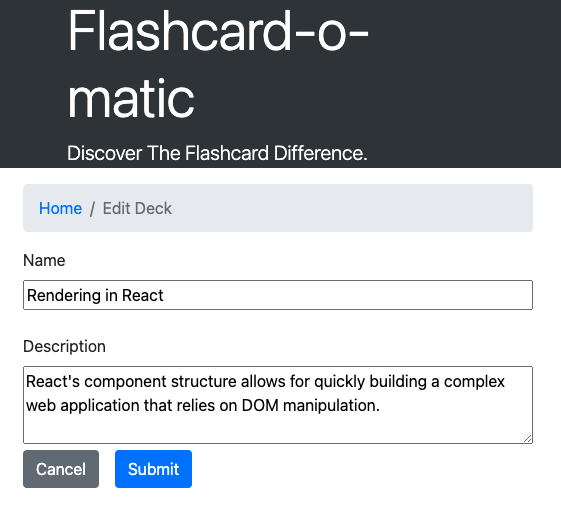 Flashcard-o-
matic
Discover The Flashcard Difference.
Home / Edit Deck
Name
Rendering in React
Description
React's component structure allows for quickly building a complex
web application that relies on DOM manipulation.
Cancel Submit